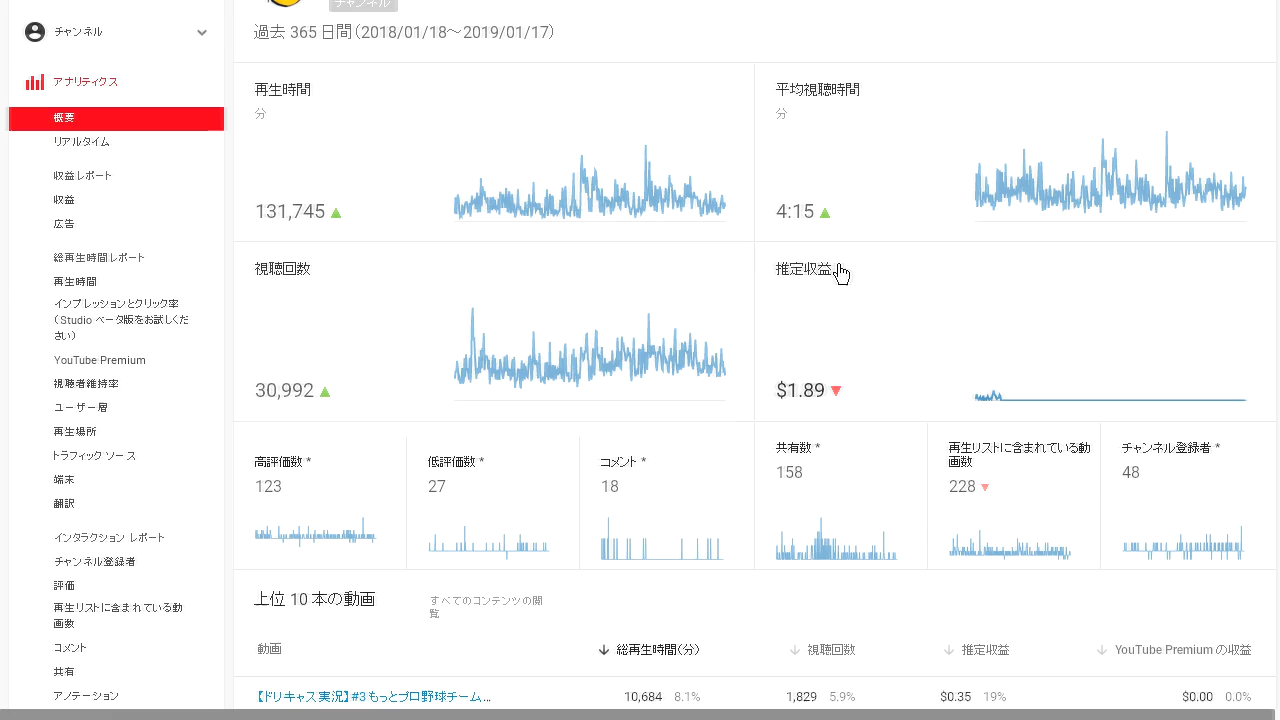 チャンネル
チャンネル
過去 365 日間(2018/01/18～2019/01/17)
アナリティクス
概要
リアルタイム
収益レポート
収益
広告
総再生時間レポート
再生時間
インプレッションとクリック率
(Studio ベータ版をお試しくだ
さい)
YouTube Premium
視聴者維持率
ユーザー層
再生場所
トラフィック ソース
端末
翻訳
インタラクション レポート
チャンネル登録者
評価
再生リストに含まれている動
画数
コメント
共有
アノテーション
再生時間
分
131,745
平均視聴時間
分
4:15
視聴回数
30,992
推定収益
$1.89
高評価数 *
123
低評価数 *
27
コメント *
18
共有数 *
158
再生リストに含まれている動
画数
228
チャンネル登録者 *
48
上位 10 本の動画
すべてのコンテンツの閲
覧
動画 総再生時間(分) 視聴回数 推定収益 YouTube Premium の収益
【ドリキャス実況】#3 もっとプロ野球チーム... 10,684 8.1% 1,829 5.9% $0.35 19% $0.00 0.0%